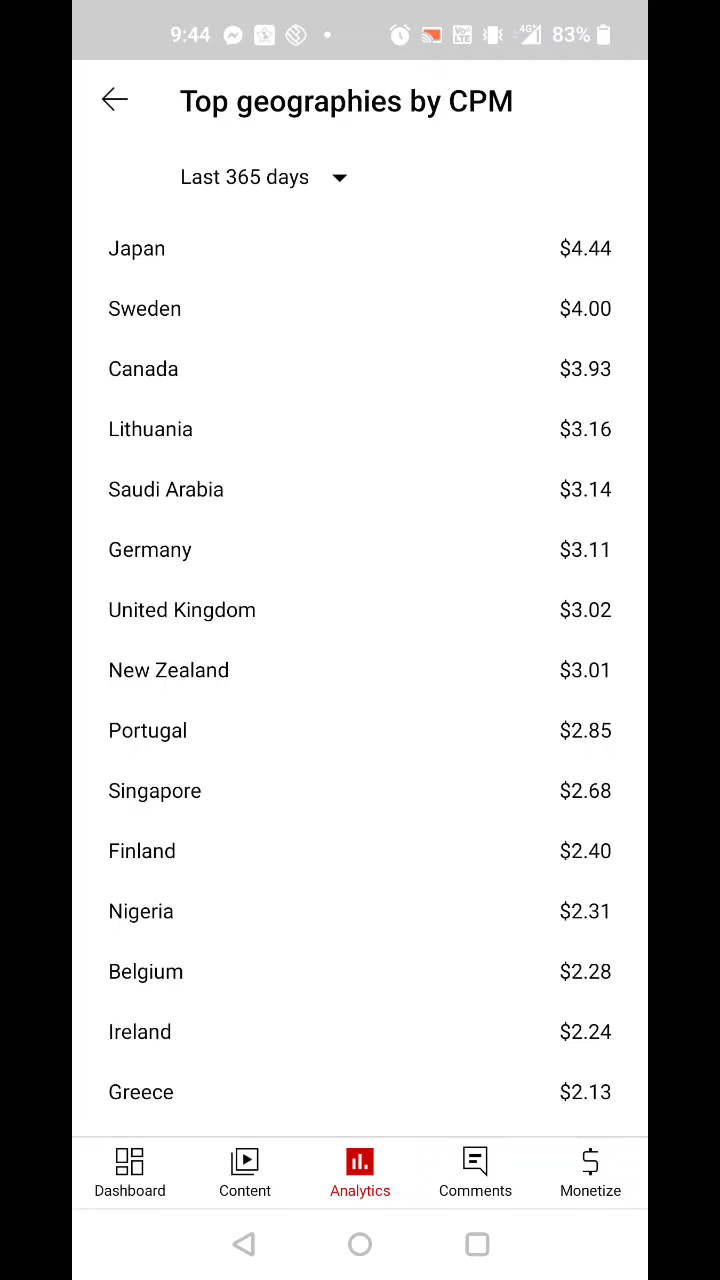 9:44 VoD LTE 4G+ 83%
Top geographies by CPM
Last 365 days
Japan $4.44
Sweden $4.00
Canada $3.93
Lithuania $3.16
Saudi Arabia $3.14
Germany $3.11
United Kingdom $3.02
New Zealand $3.01
Portugal $2.85
Singapore $2.68
Finland $2.40
Nigeria $2.31
Belgium $2.28
Ireland $2.24
Greece $2.13
Dashboard Content Analytics Comments Monetize